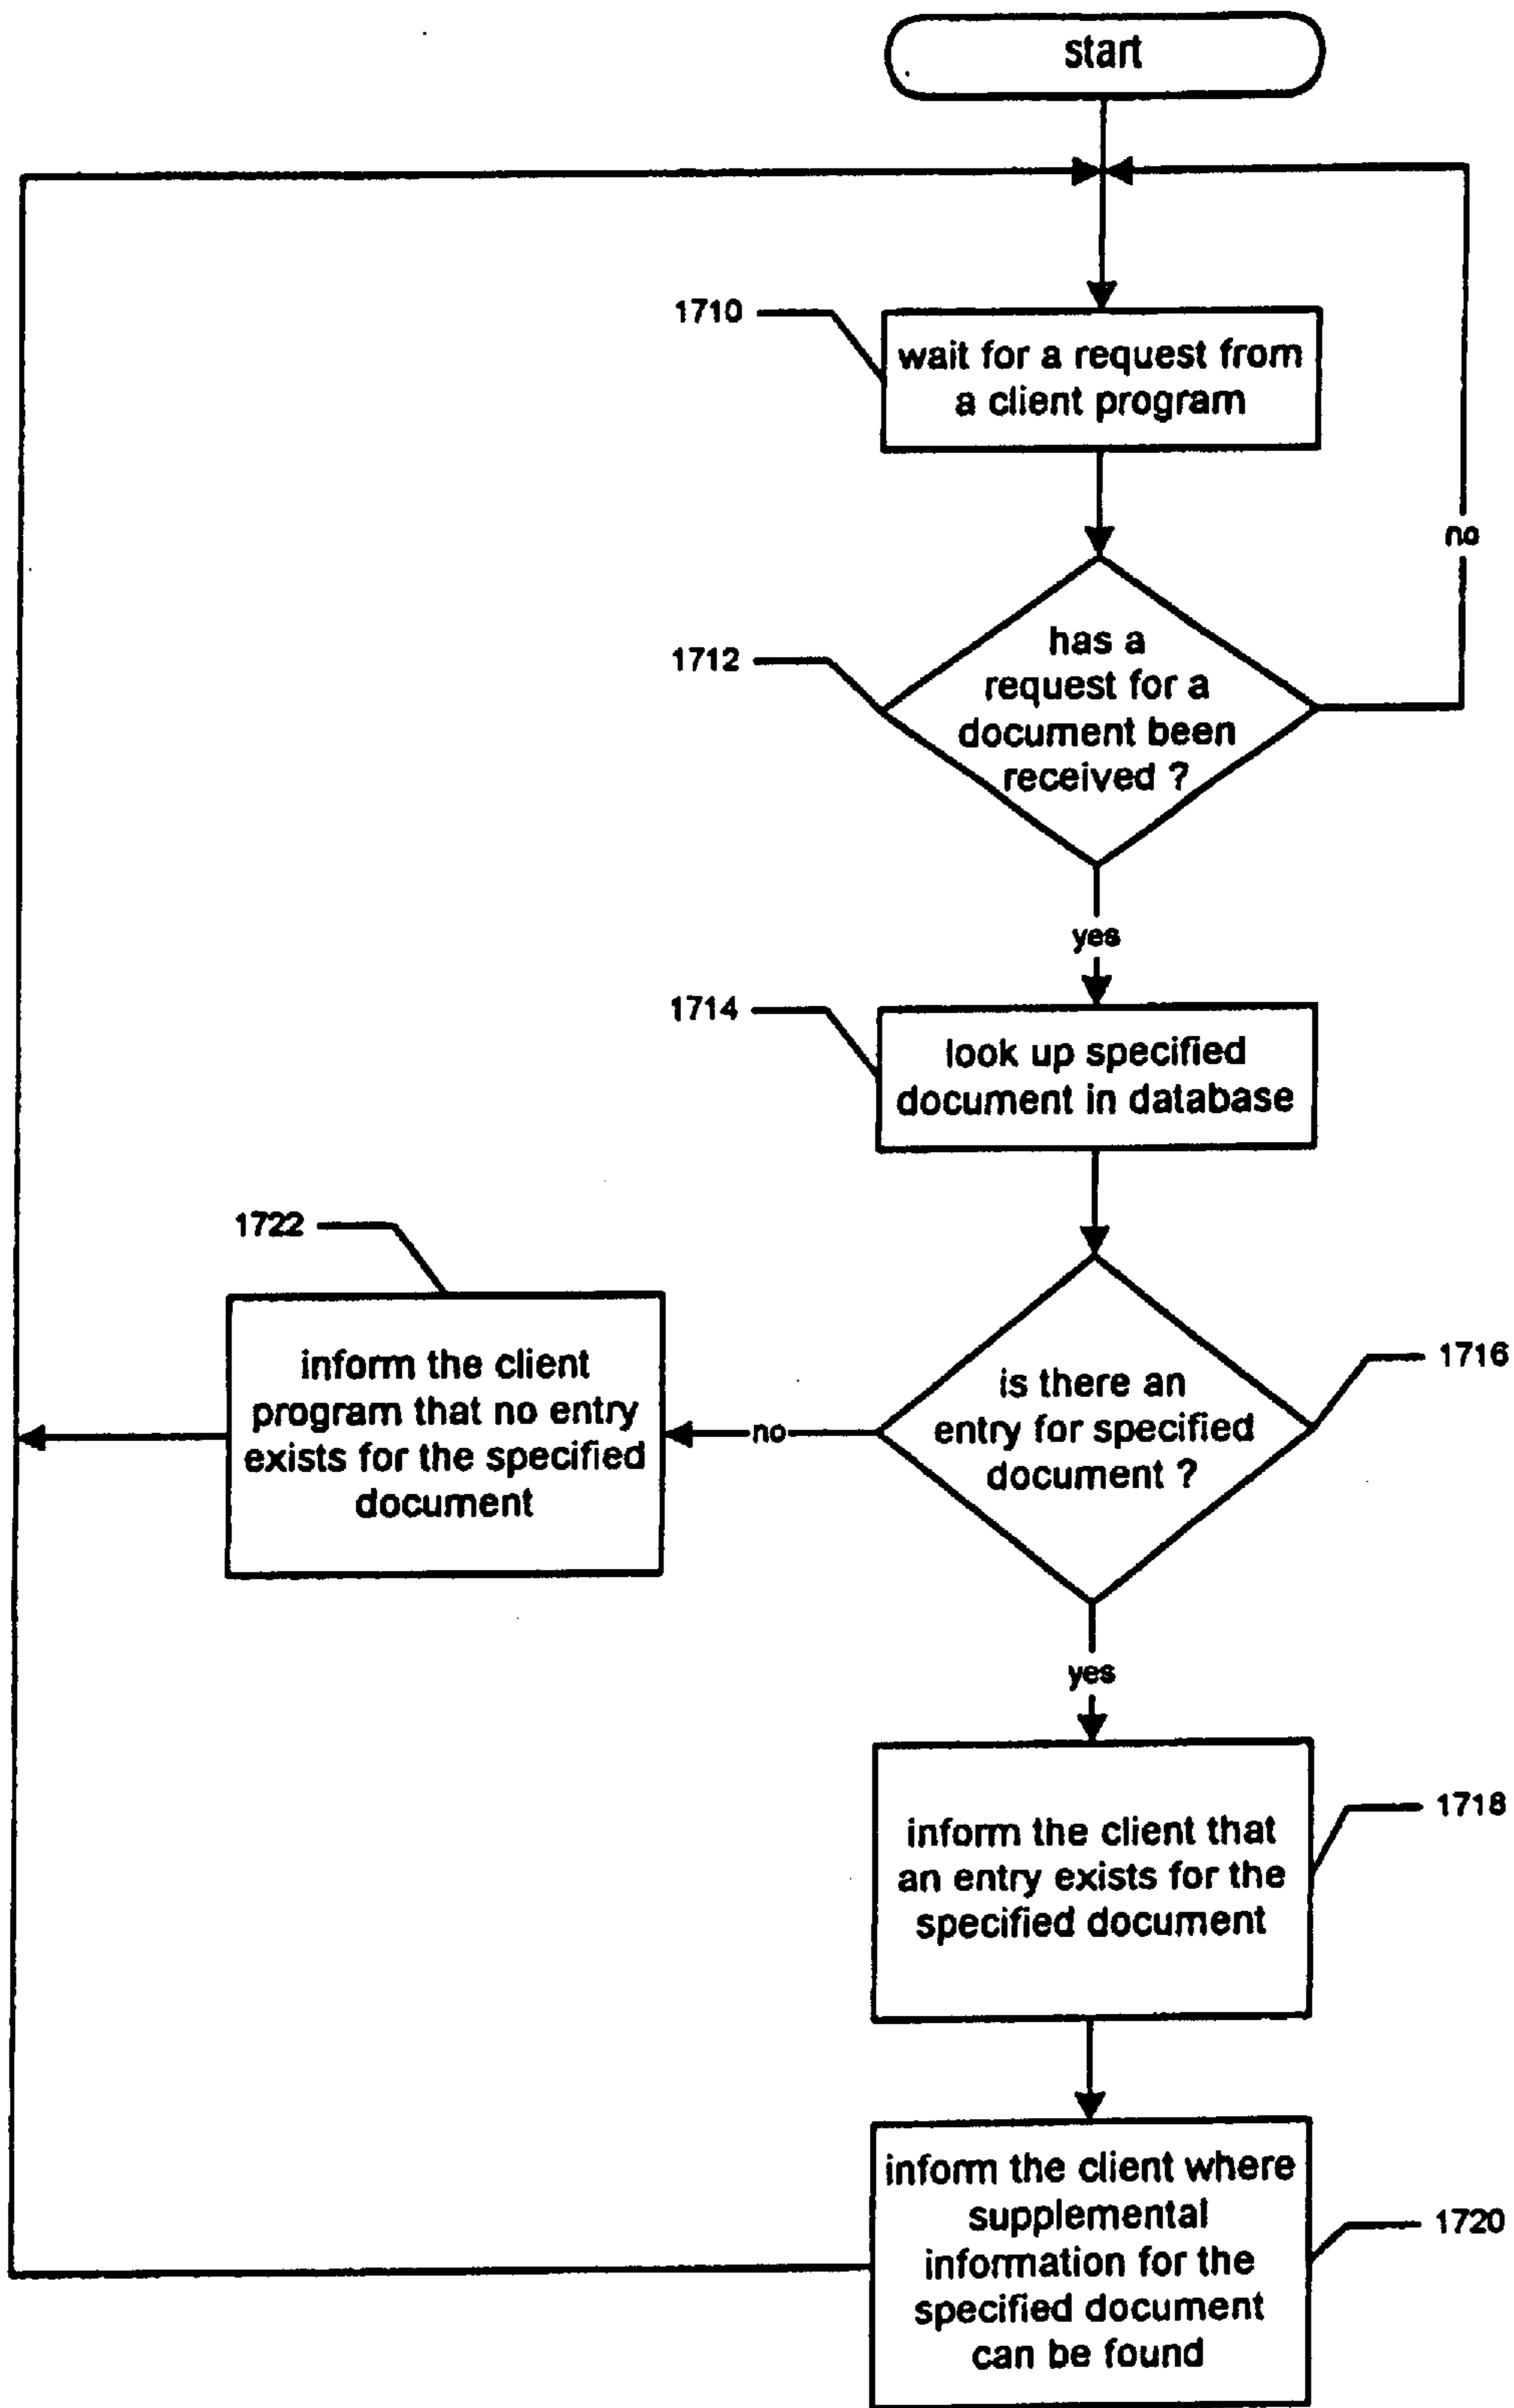 start
1710
wait for a request from
a client program
no
1712
has a
request for a
document been
received ?
yes
1714
look up specified
document in database
1722
inform the client
program that no entry
exists for the specified
document
no
is there an
entry for specified
document ?
1716
yes
inform the client that
an entry exists for the
specified document
1718
inform the client where
supplemental
information for the
specified document
can be found
1720